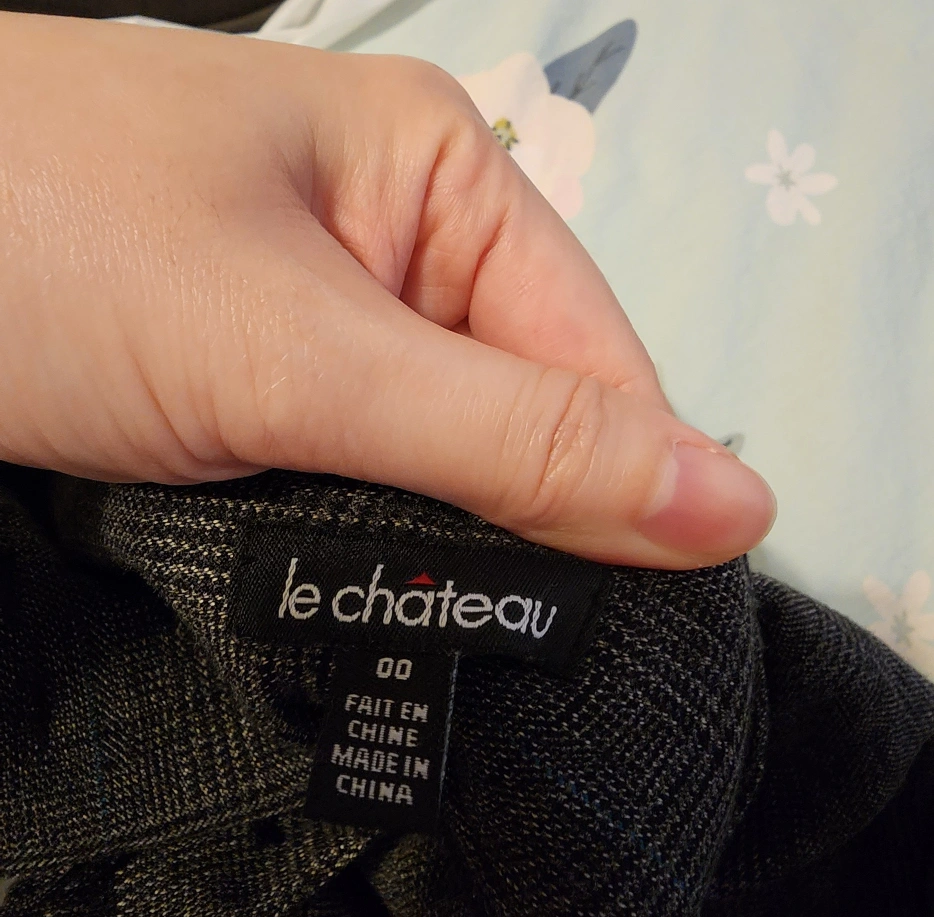 le château
00
FAIT EN
CHINE
MADE IN
CHINA